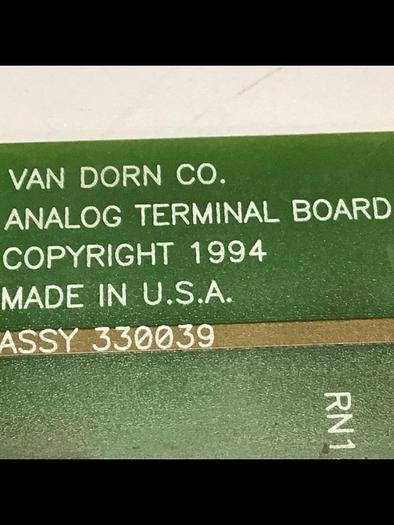 VAN DORN CO.
ANALOG TERMINAL BOARD
COPYRIGHT 1994
MADE IN U.S.A.
ASSY 330039
RN1